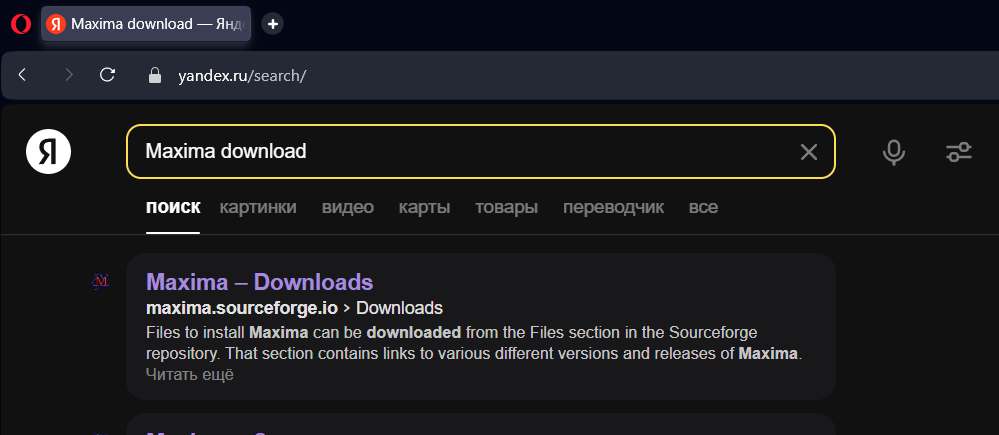 Я Maxima download — Янд
yandex.ru/search/
Я Maxima download
поиск картинки видео карты товары переводчик все
M Maxima – Downloads
maxima.sourceforge.io › Downloads
Files to install Maxima can be downloaded from the Files section in the Sourceforge
repository. That section contains links to various different versions and releases of Maxima.
Читать ещё